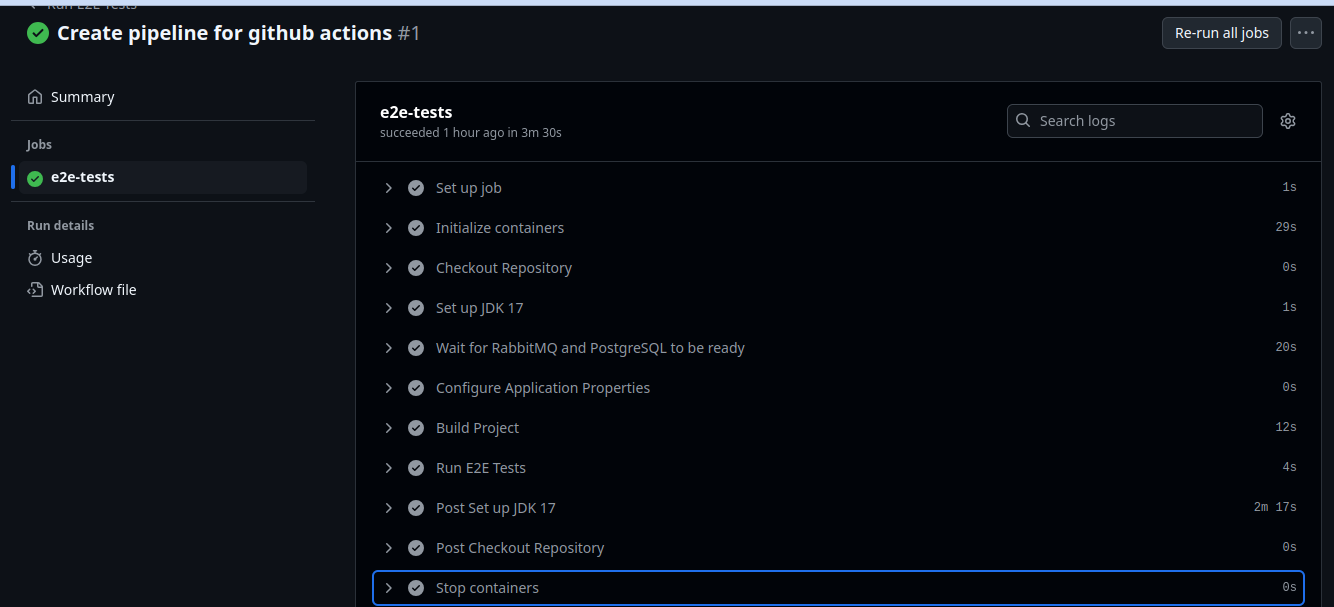 Run E2E Tests
Create pipeline for github actions #1
Re-run all jobs
Summary
Jobs
e2e-tests
Run details
Usage
Workflow file
e2e-tests
succeeded 1 hour ago in 3m 30s
Search logs
Set up job 1s
Initialize containers 29s
Checkout Repository 0s
Set up JDK 17 1s
Wait for RabbitMQ and PostgreSQL to be ready 20s
Configure Application Properties 0s
Build Project 12s
Run E2E Tests 4s
Post Set up JDK 17 2m 17s
Post Checkout Repository 0s
Stop containers 0s